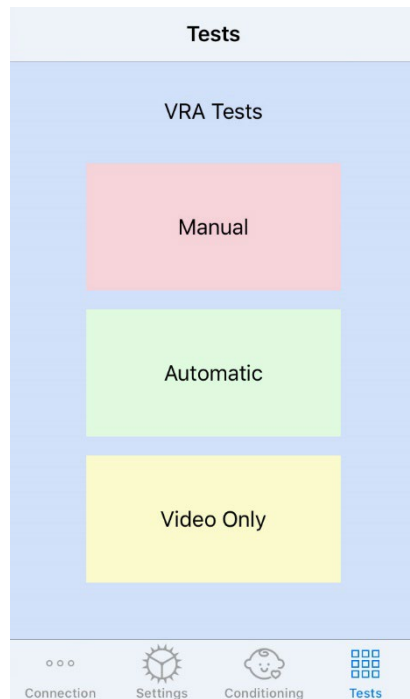 Tests
VRA Tests
Manual
Automatic
Video Only
Connection Settings Conditioning Tests